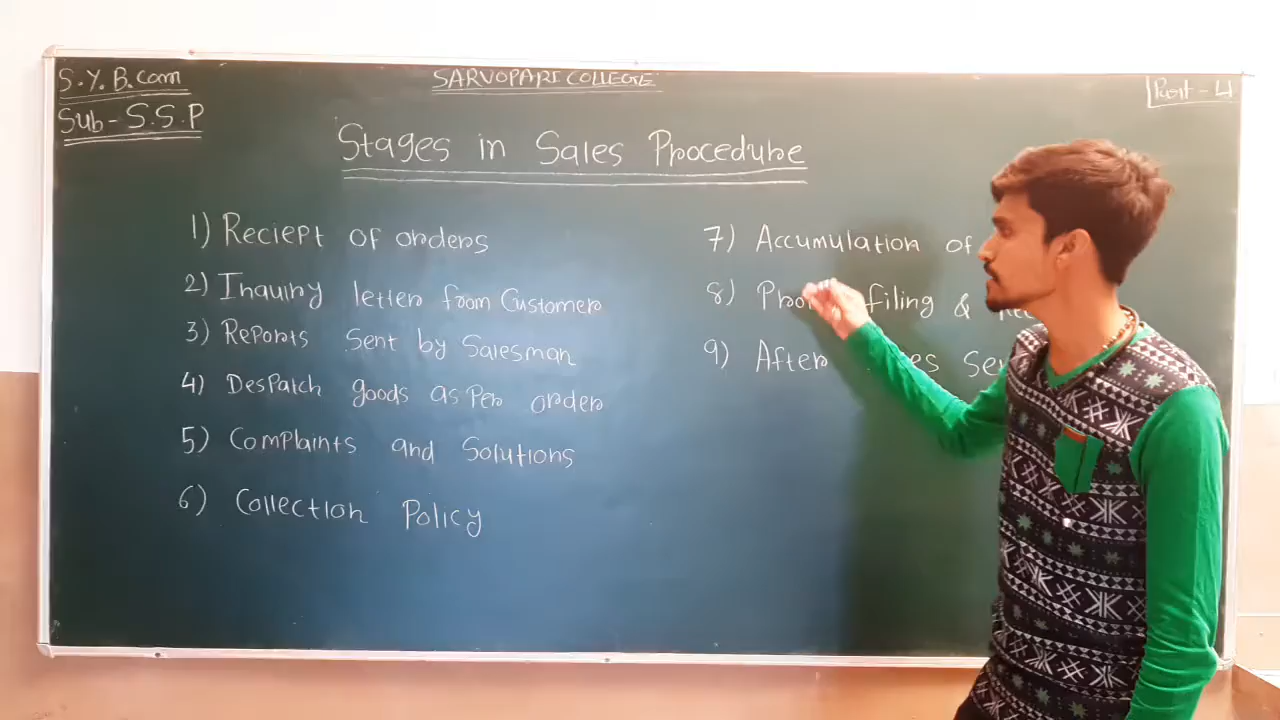 S.Y. B.Com
SARVOPARI COLLEGE
Part - 4
Sub - S.S.P
Stages in Sales Procedure
1) Reciept of orders
2) Inquiry letter from Customer
3) Reports Sent by Salesman
4) Despatch goods as Per order
5) Complaints and Solutions
6) Collection Policy
7) Accumulation of
8) filing &
9) After